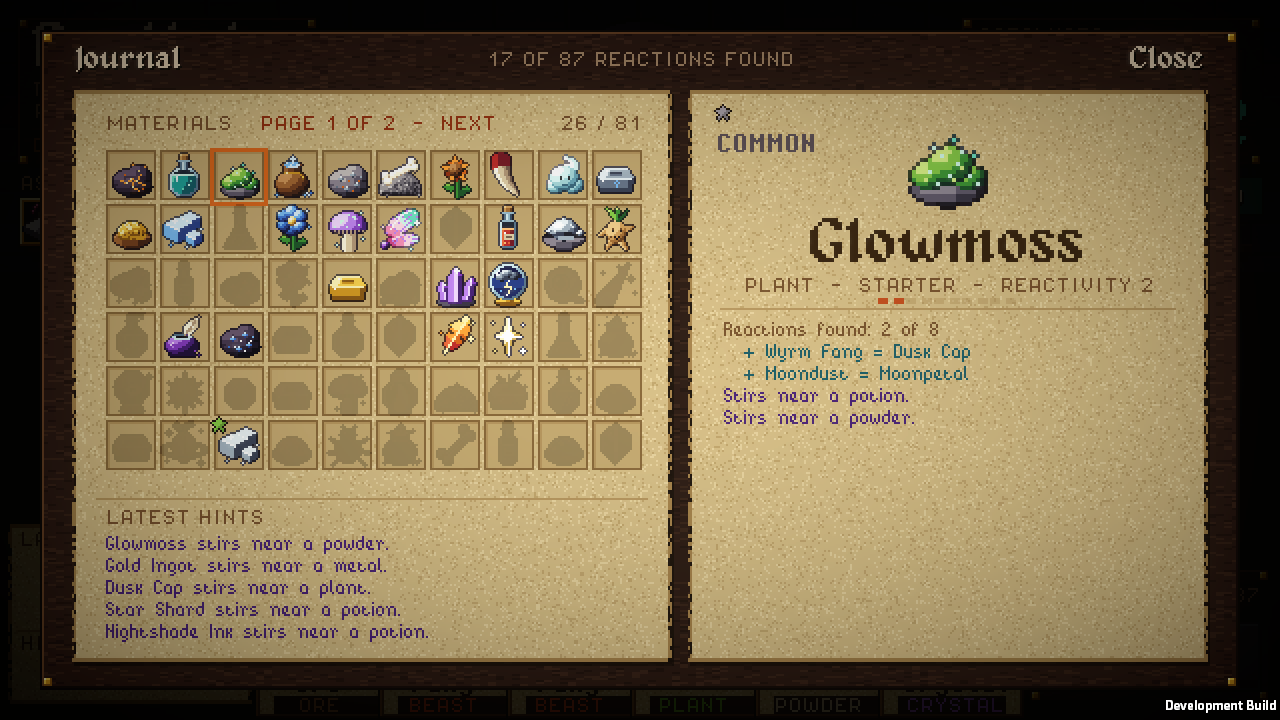 Journal
17 OF 87 REACTIONS FOUND
Close
MATERIALS PAGE 1 OF 2 - NEXT 26 / 81
COMMON
Glowmoss
PLANT - STARTER - REACTIVITY 2
Reactions found: 2 of 8
+ Wyrm Fang = Dusk Cap
+ Moondust = Moonpetal
Stirs near a potion.
Stirs near a powder.
LATEST HINTS
Glowmoss stirs near a powder.
Gold Ingot stirs near a metal.
Dusk Cap stirs near a plant.
Star Shard stirs near a potion.
Nightshade Ink stirs near a potion.
ORE BEAST BEAST PLANT POWDER CRYSTAL
Development Build